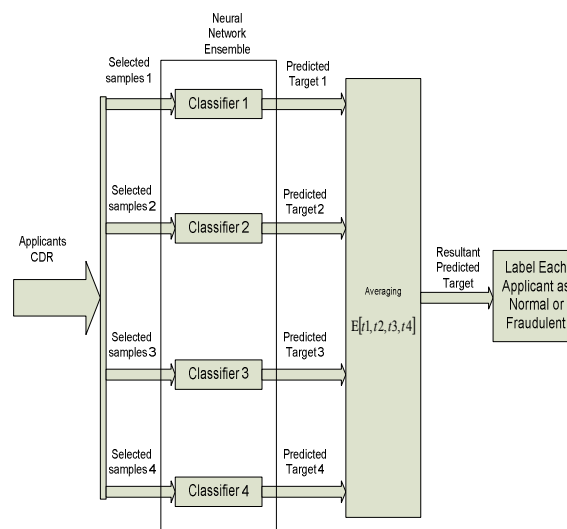 Neural
Network
Ensemble
Selected
samples 1
Predicted
Target 1
Classifier 1
Selected
samples 2
Predicted
Target 2
Classifier 2
Applicants
CDR
Averaging
E[t1,t2,t3,t4]
Resultant
Predicted
Target
Label Each
Applicant as
Normal or
Fraudulent
Selected
samples 3
Predicted
Target 3
Classifier 3
Selected
samples 4
Predicted
Target 4
Classifier 4